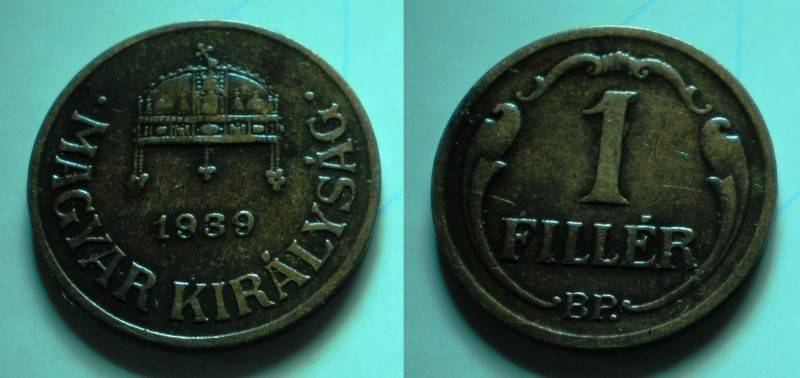 1939
· MAGYAR KIRÁLYSÁG ·
1
FILLÉR
BP.